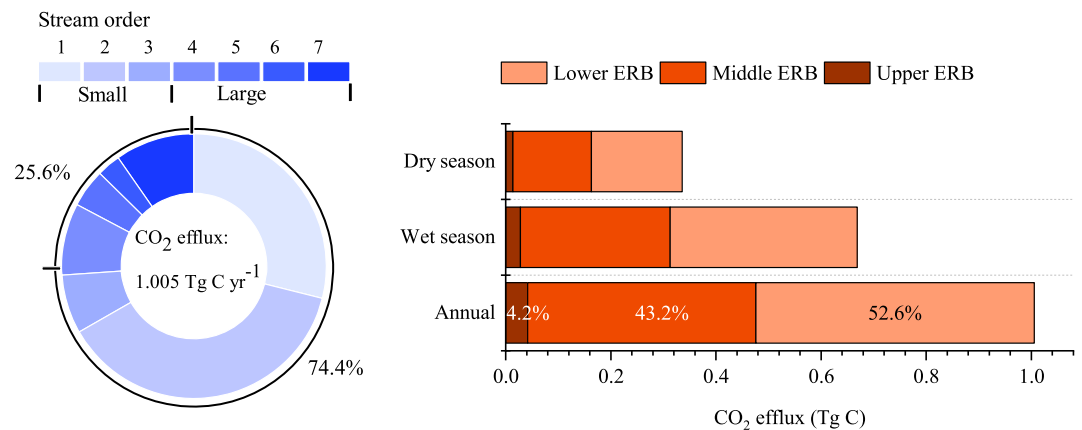 Stream order
1 2 3 4 5 6 7
Small Large
25.6%
CO2 efflux:
1.005 Tg C yr-1
74.4%
Lower ERB Middle ERB Upper ERB
Dry season
Wet season
Annual
4.2% 43.2% 52.6%
0.0 0.2 0.4 0.6 0.8 1.0
CO2 efflux (Tg C)